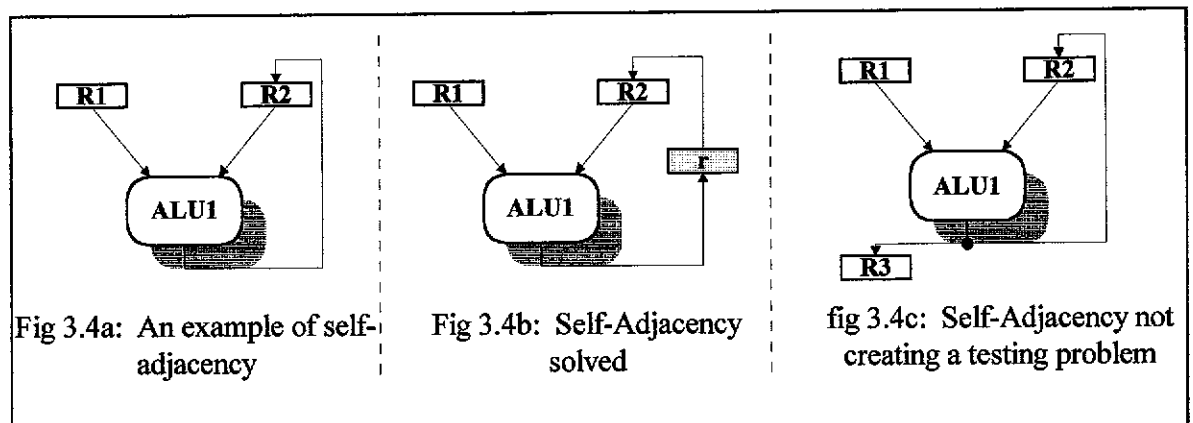 R1
R2
ALU1
Fig 3.4a: An example of self-
adjacency
R1
R2
r
ALU1
Fig 3.4b: Self-Adjacency
solved
R1
R2
ALU1
R3
fig 3.4c: Self-Adjacency not
creating a testing problem